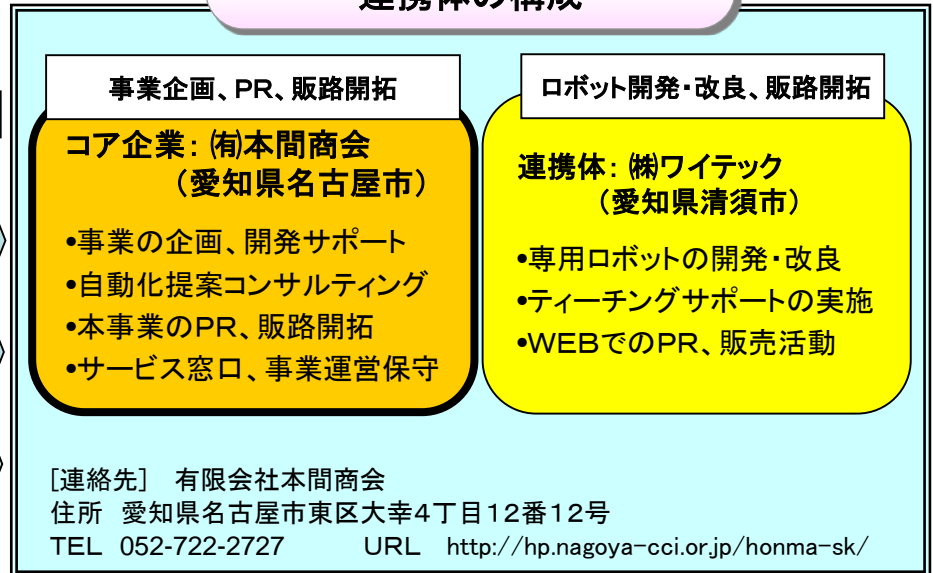 連携体の構成
事業企画、PR、販路開拓
コア企業：㈲本間商会
（愛知県名古屋市）
•事業の企画、開発サポート
•自動化提案コンサルティング
•本事業のPR、販路開拓
•サービス窓口、事業運営保守
ロボット開発・改良、販路開拓
連携体：㈱ワイテック
（愛知県清須市）
•専用ロボットの開発・改良
•ティーチングサポートの実施
•WEBでのPR、販売活動
［連絡先］　有限会社本間商会
住所　愛知県名古屋市東区大幸４丁目１２番１２号
TEL 052-722-2727　　URL　http://hp.nagoya-cci.or.jp/honma-sk/